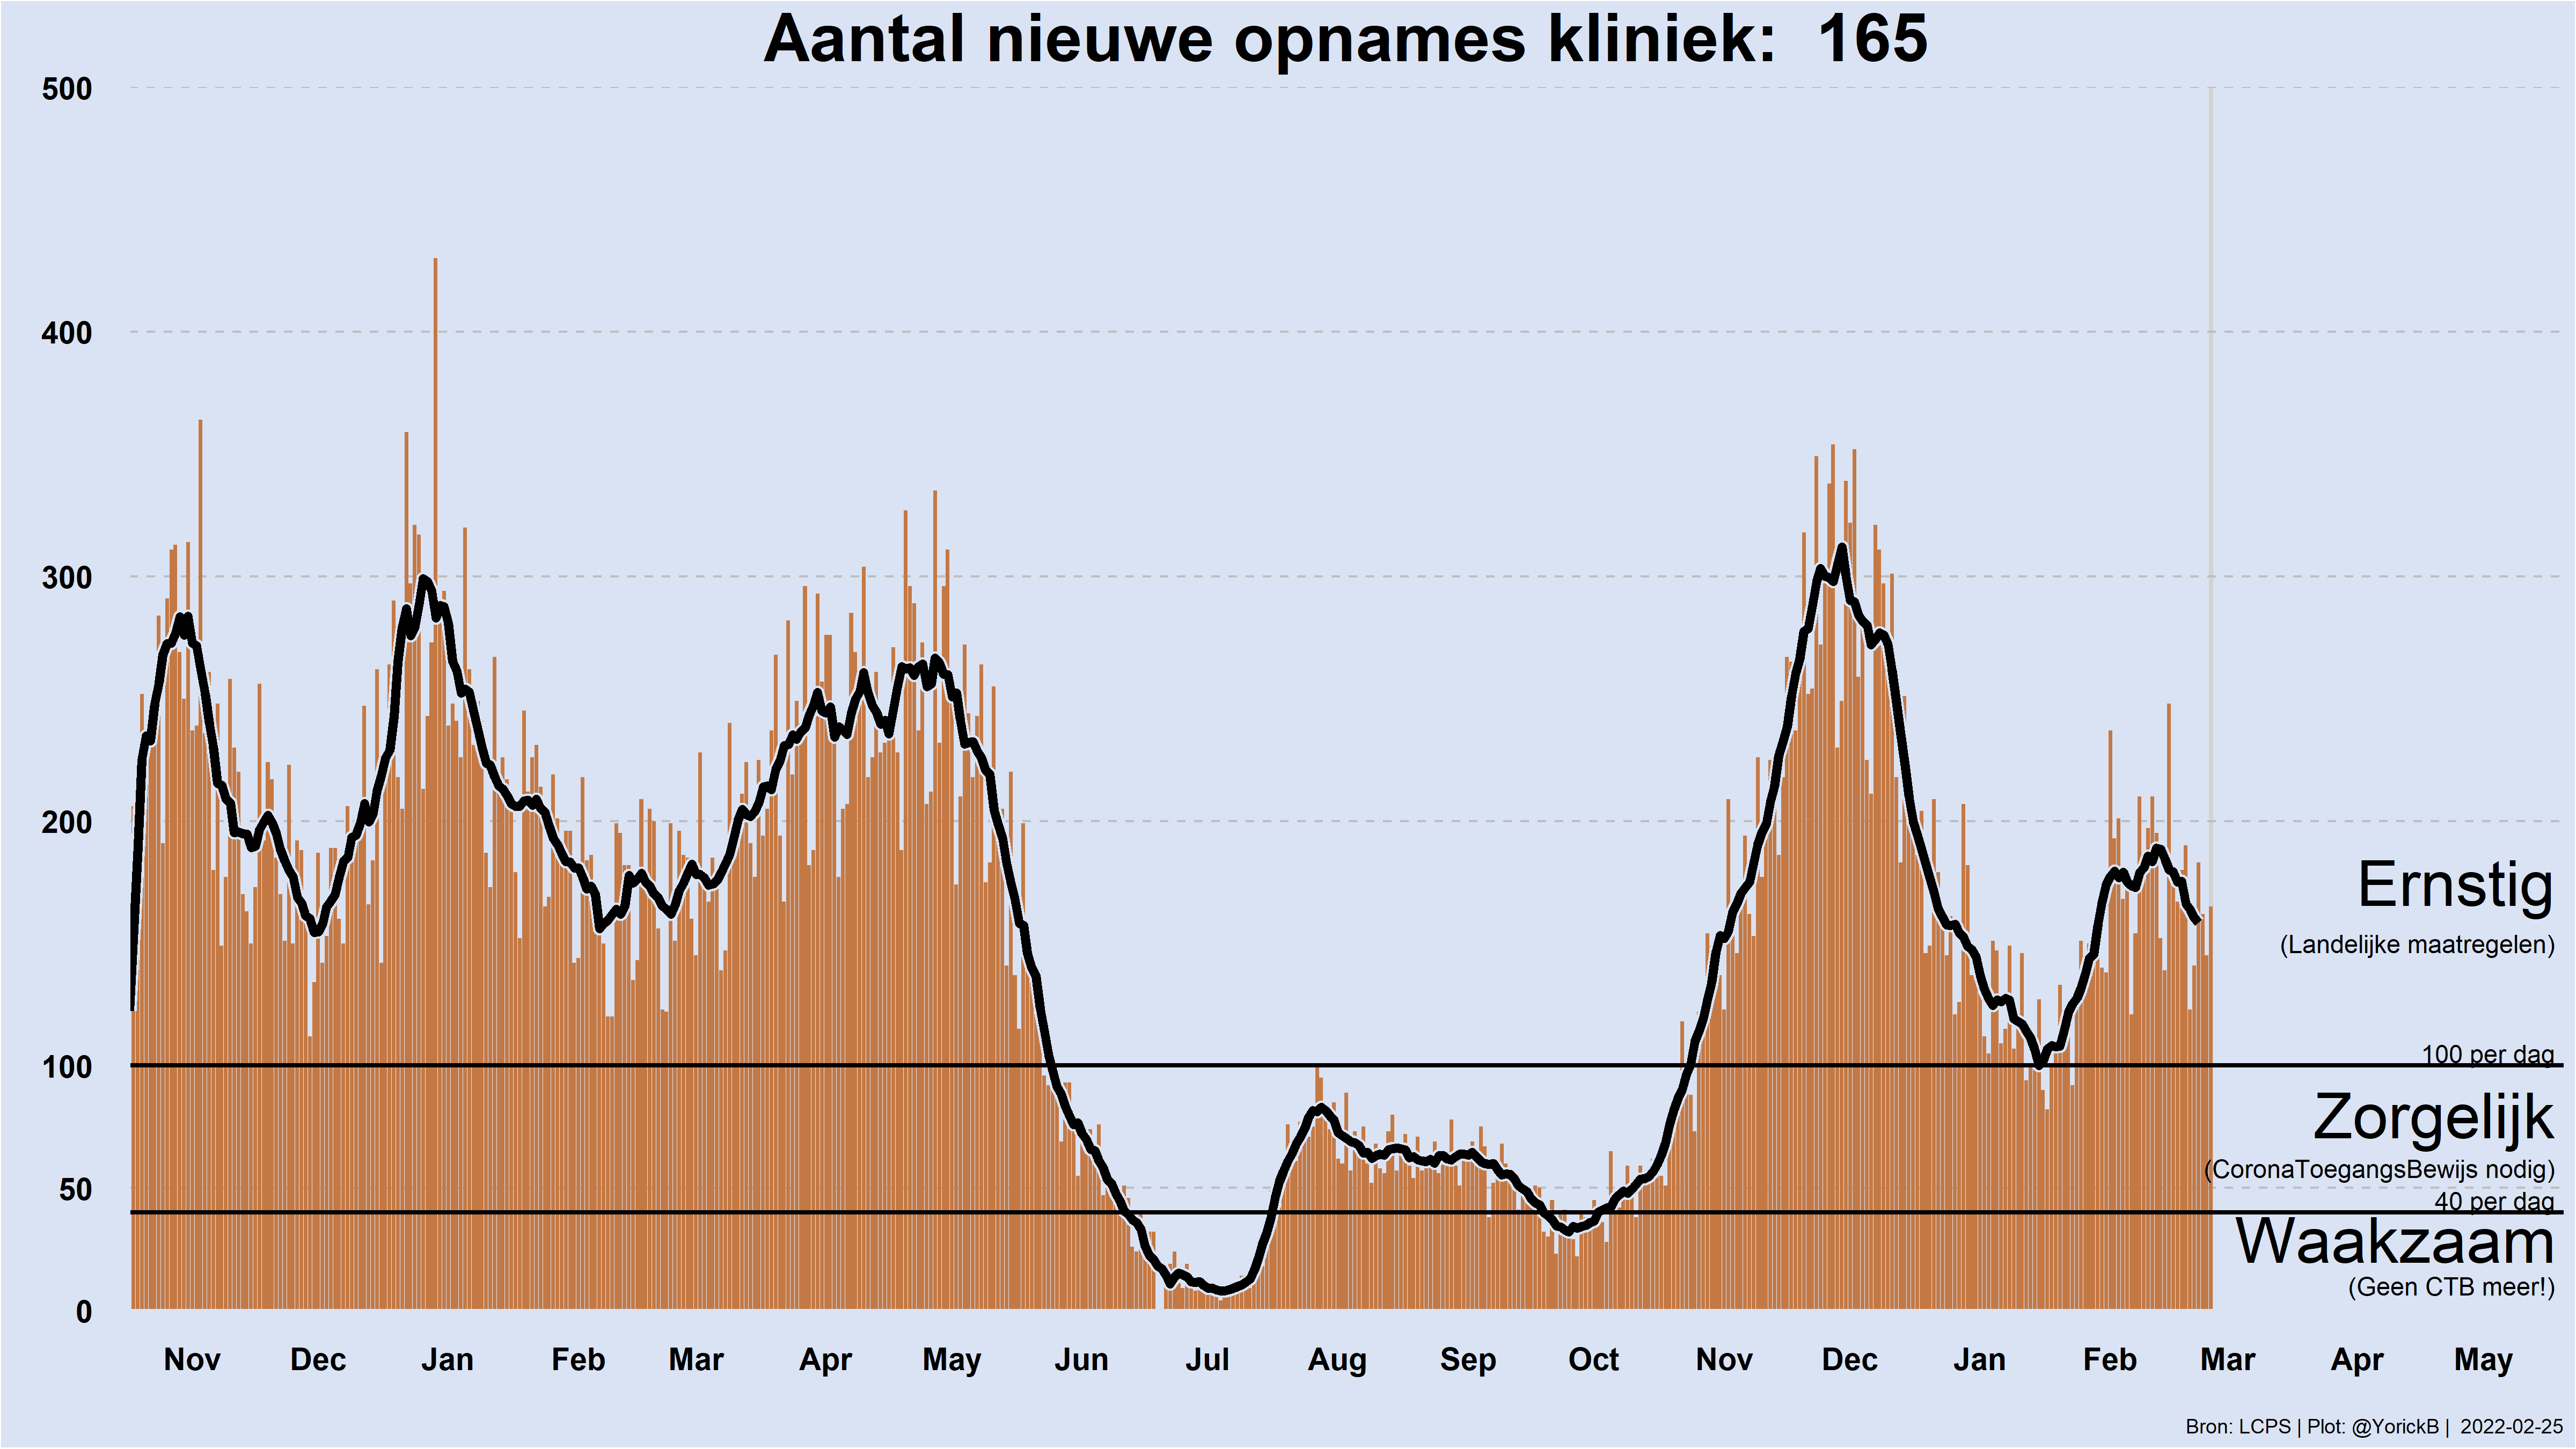 Aantal nieuwe opnames kliniek: 165
500
400
300
200
100
50
0
Ernstig
(Landelijke maatregelen)
100 per dag
Zorgelijk
(CoronaToegangsBewijs nodig)
40 per dag
Waakzaam
(Geen CTB meer!)
Nov Dec Jan Feb Mar Apr May Jun Jul Aug Sep Oct Nov Dec Jan Feb Mar Apr May
Bron: LCPS | Plot: @YorickB | 2022-02-25